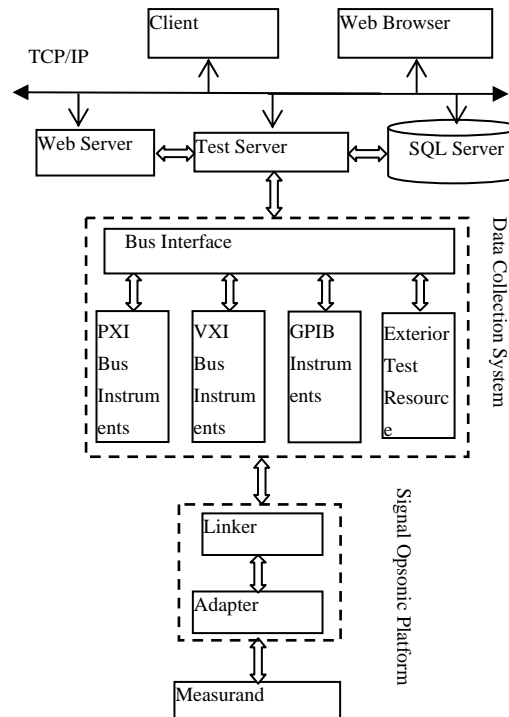 Client
Web Browser
TCP/IP
Web Server
Test Server
SQL Server
Bus Interface
PXI
Bus
Instrum
ents
VXI
Bus
Instrum
ents
GPIB
Instrum
ents
Exterior
Test
Resourc
e
Data Collection System
Linker
Adapter
Signal Opsonic Platform
Measurand